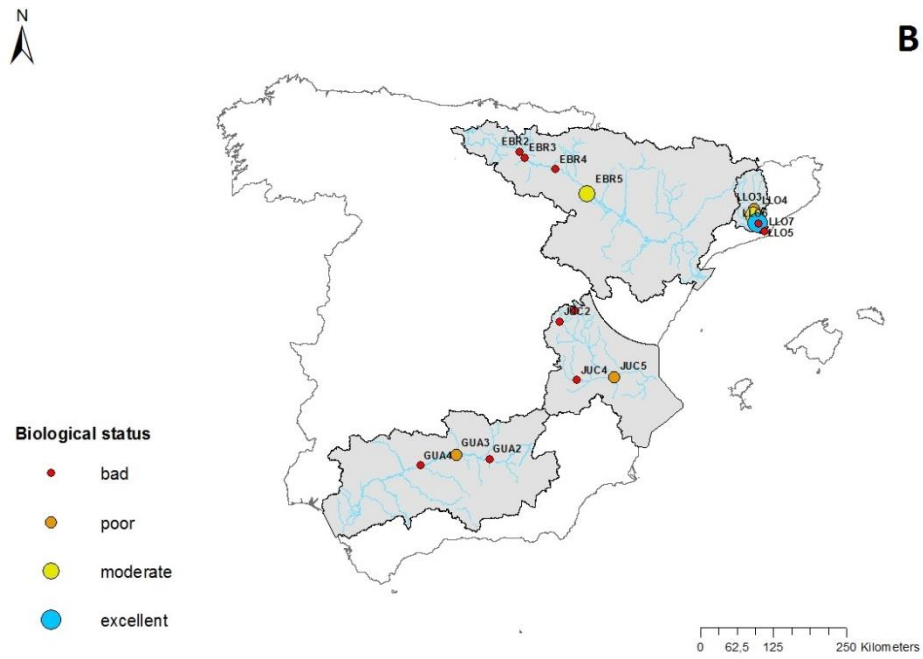 N
B
EBR2
EBR3
EBR4
EBR5
LLO3
LLO4
LLO6
LLO7
LLO5
JUC2
JUC4
JUC5
GUA3
GUA4
GUA2
Biological status
bad
poor
moderate
excellent
0 62,5 125 250 Kilometers